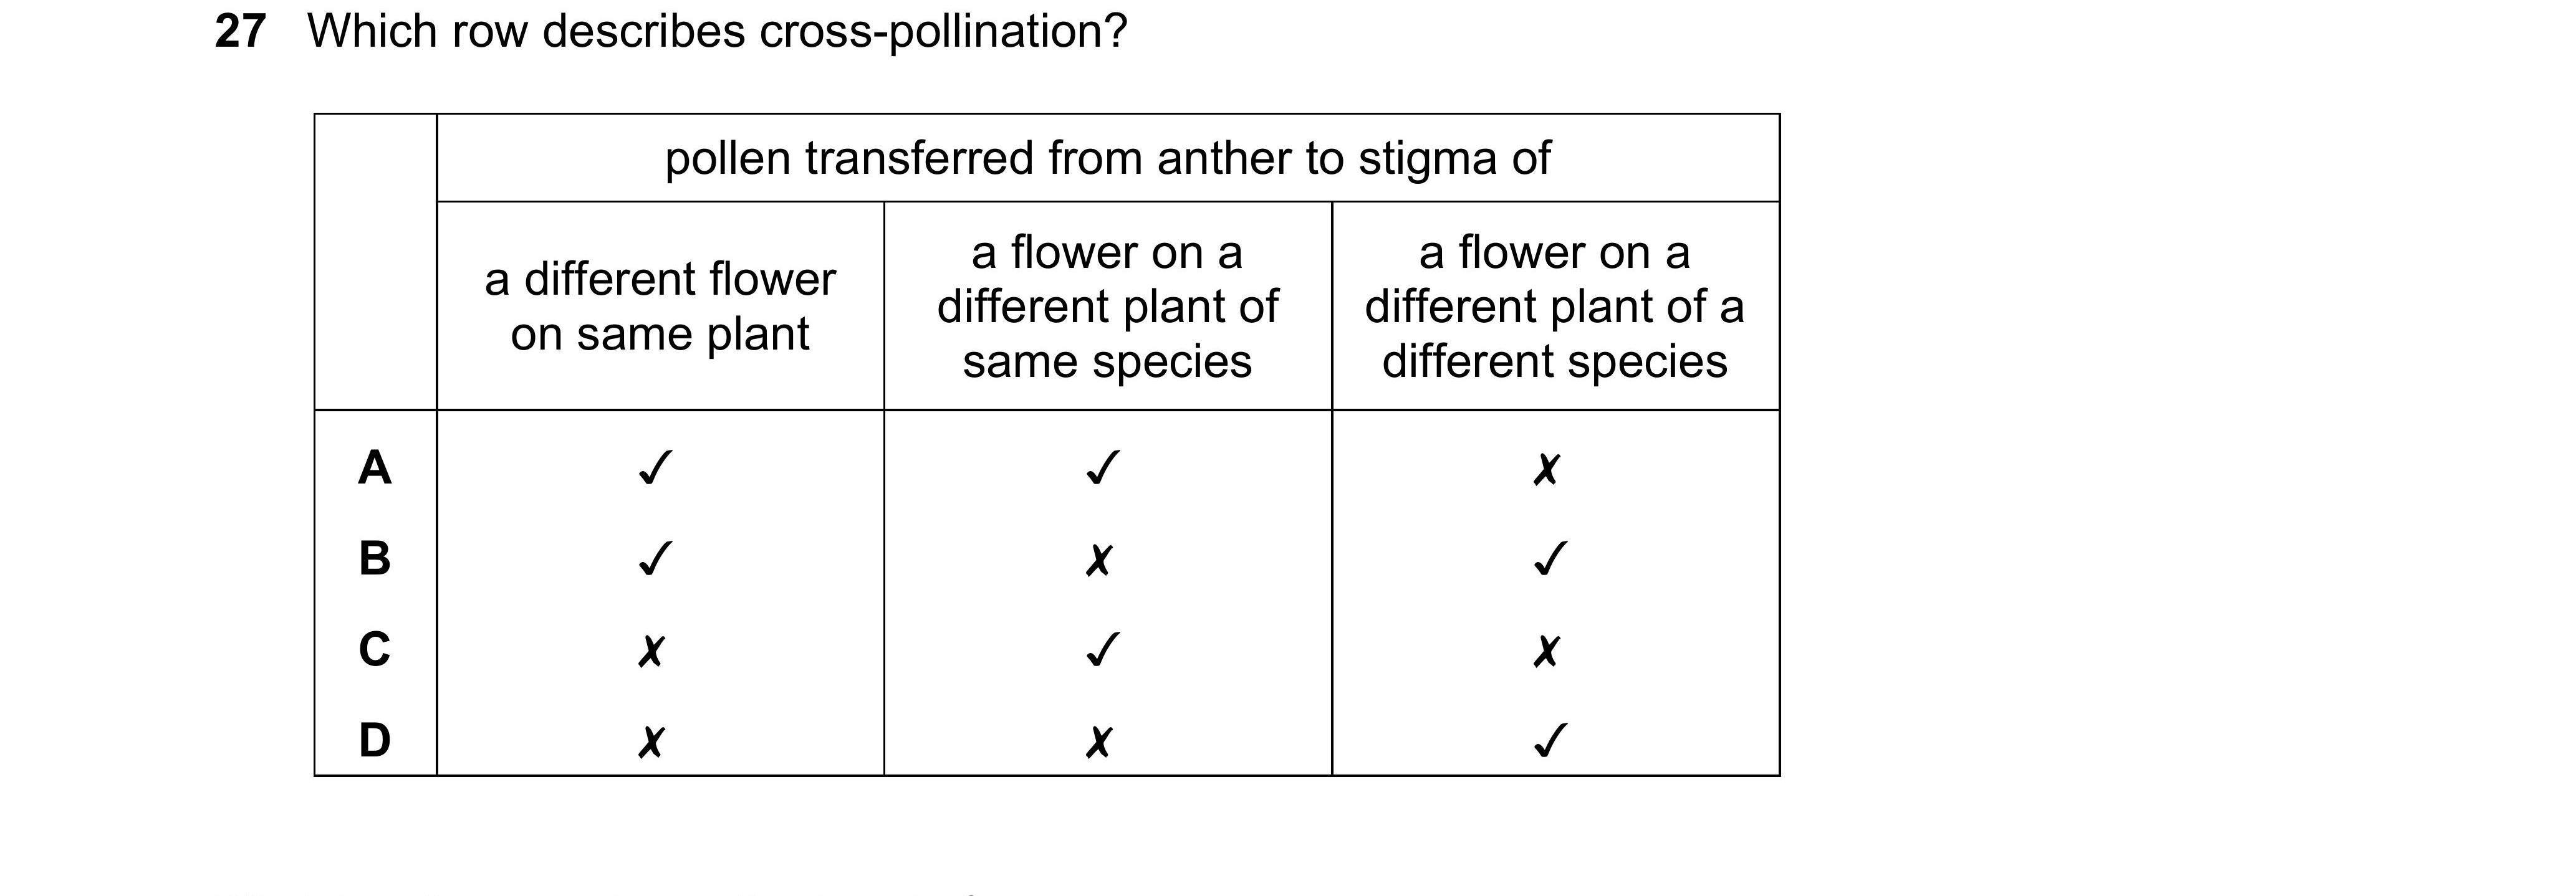 27 Which row describes cross-pollination?
pollen transferred from anther to stigma of
a different flower
on same plant
a flower on a
different plant of
same species
a flower on a
different plant of a
different species
A ✓ ✓ ✗
B ✓ ✗ ✓
C ✗ ✓ ✗
D ✗ ✗ ✓